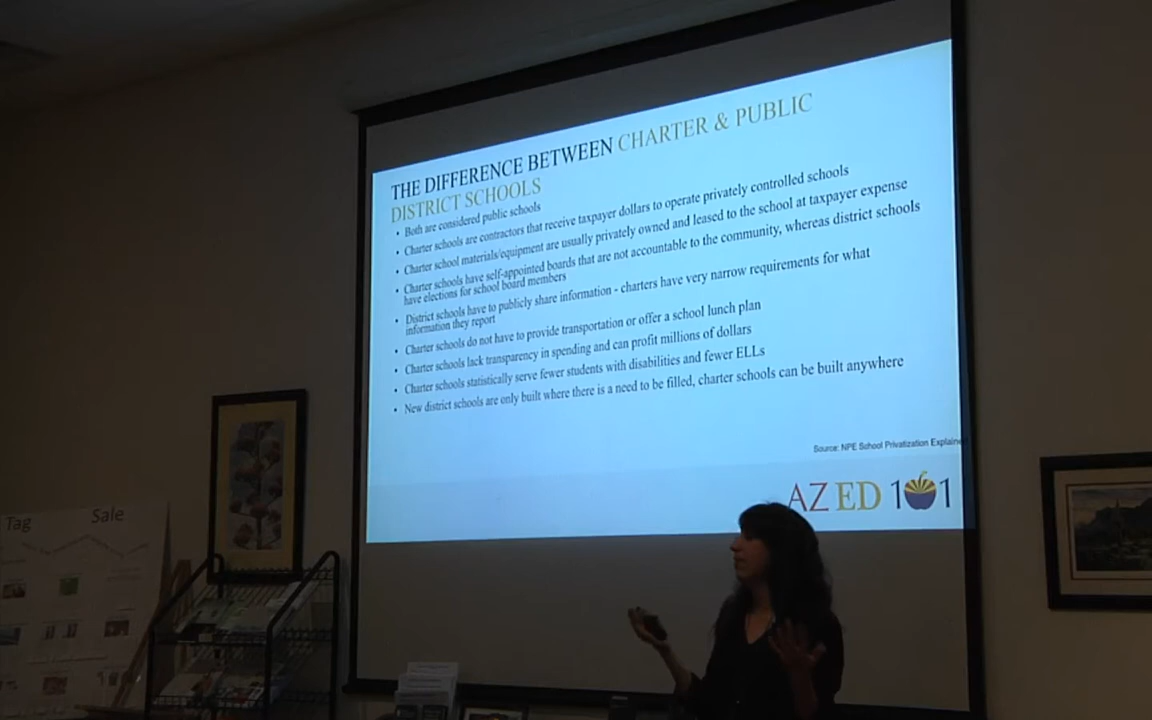 THE DIFFERENCE BETWEEN CHARTER & PUBLIC
DISTRICT SCHOOLS
• Both are considered public schools
• Charter schools are contractors that receive taxpayer dollars to operate privately controlled schools
• Charter school materials/equipment are usually privately owned and leased to the school at taxpayer expense
• Charter schools have self-appointed boards that are not accountable to the community, whereas district schools
have elections for school board members
• District schools have to publicly share information - charters have very narrow requirements for what
information they report
• Charter schools do not have to provide transportation or offer a school lunch plan
• Charter schools lack transparency in spending and can profit millions of dollars
• Charter schools statistically serve fewer students with disabilities and fewer ELLs
• New district schools are only built where there is a need to be filled, charter schools can be built anywhere
Source: NPE School Privatization Explaine
AZ ED 101
Tag Sale